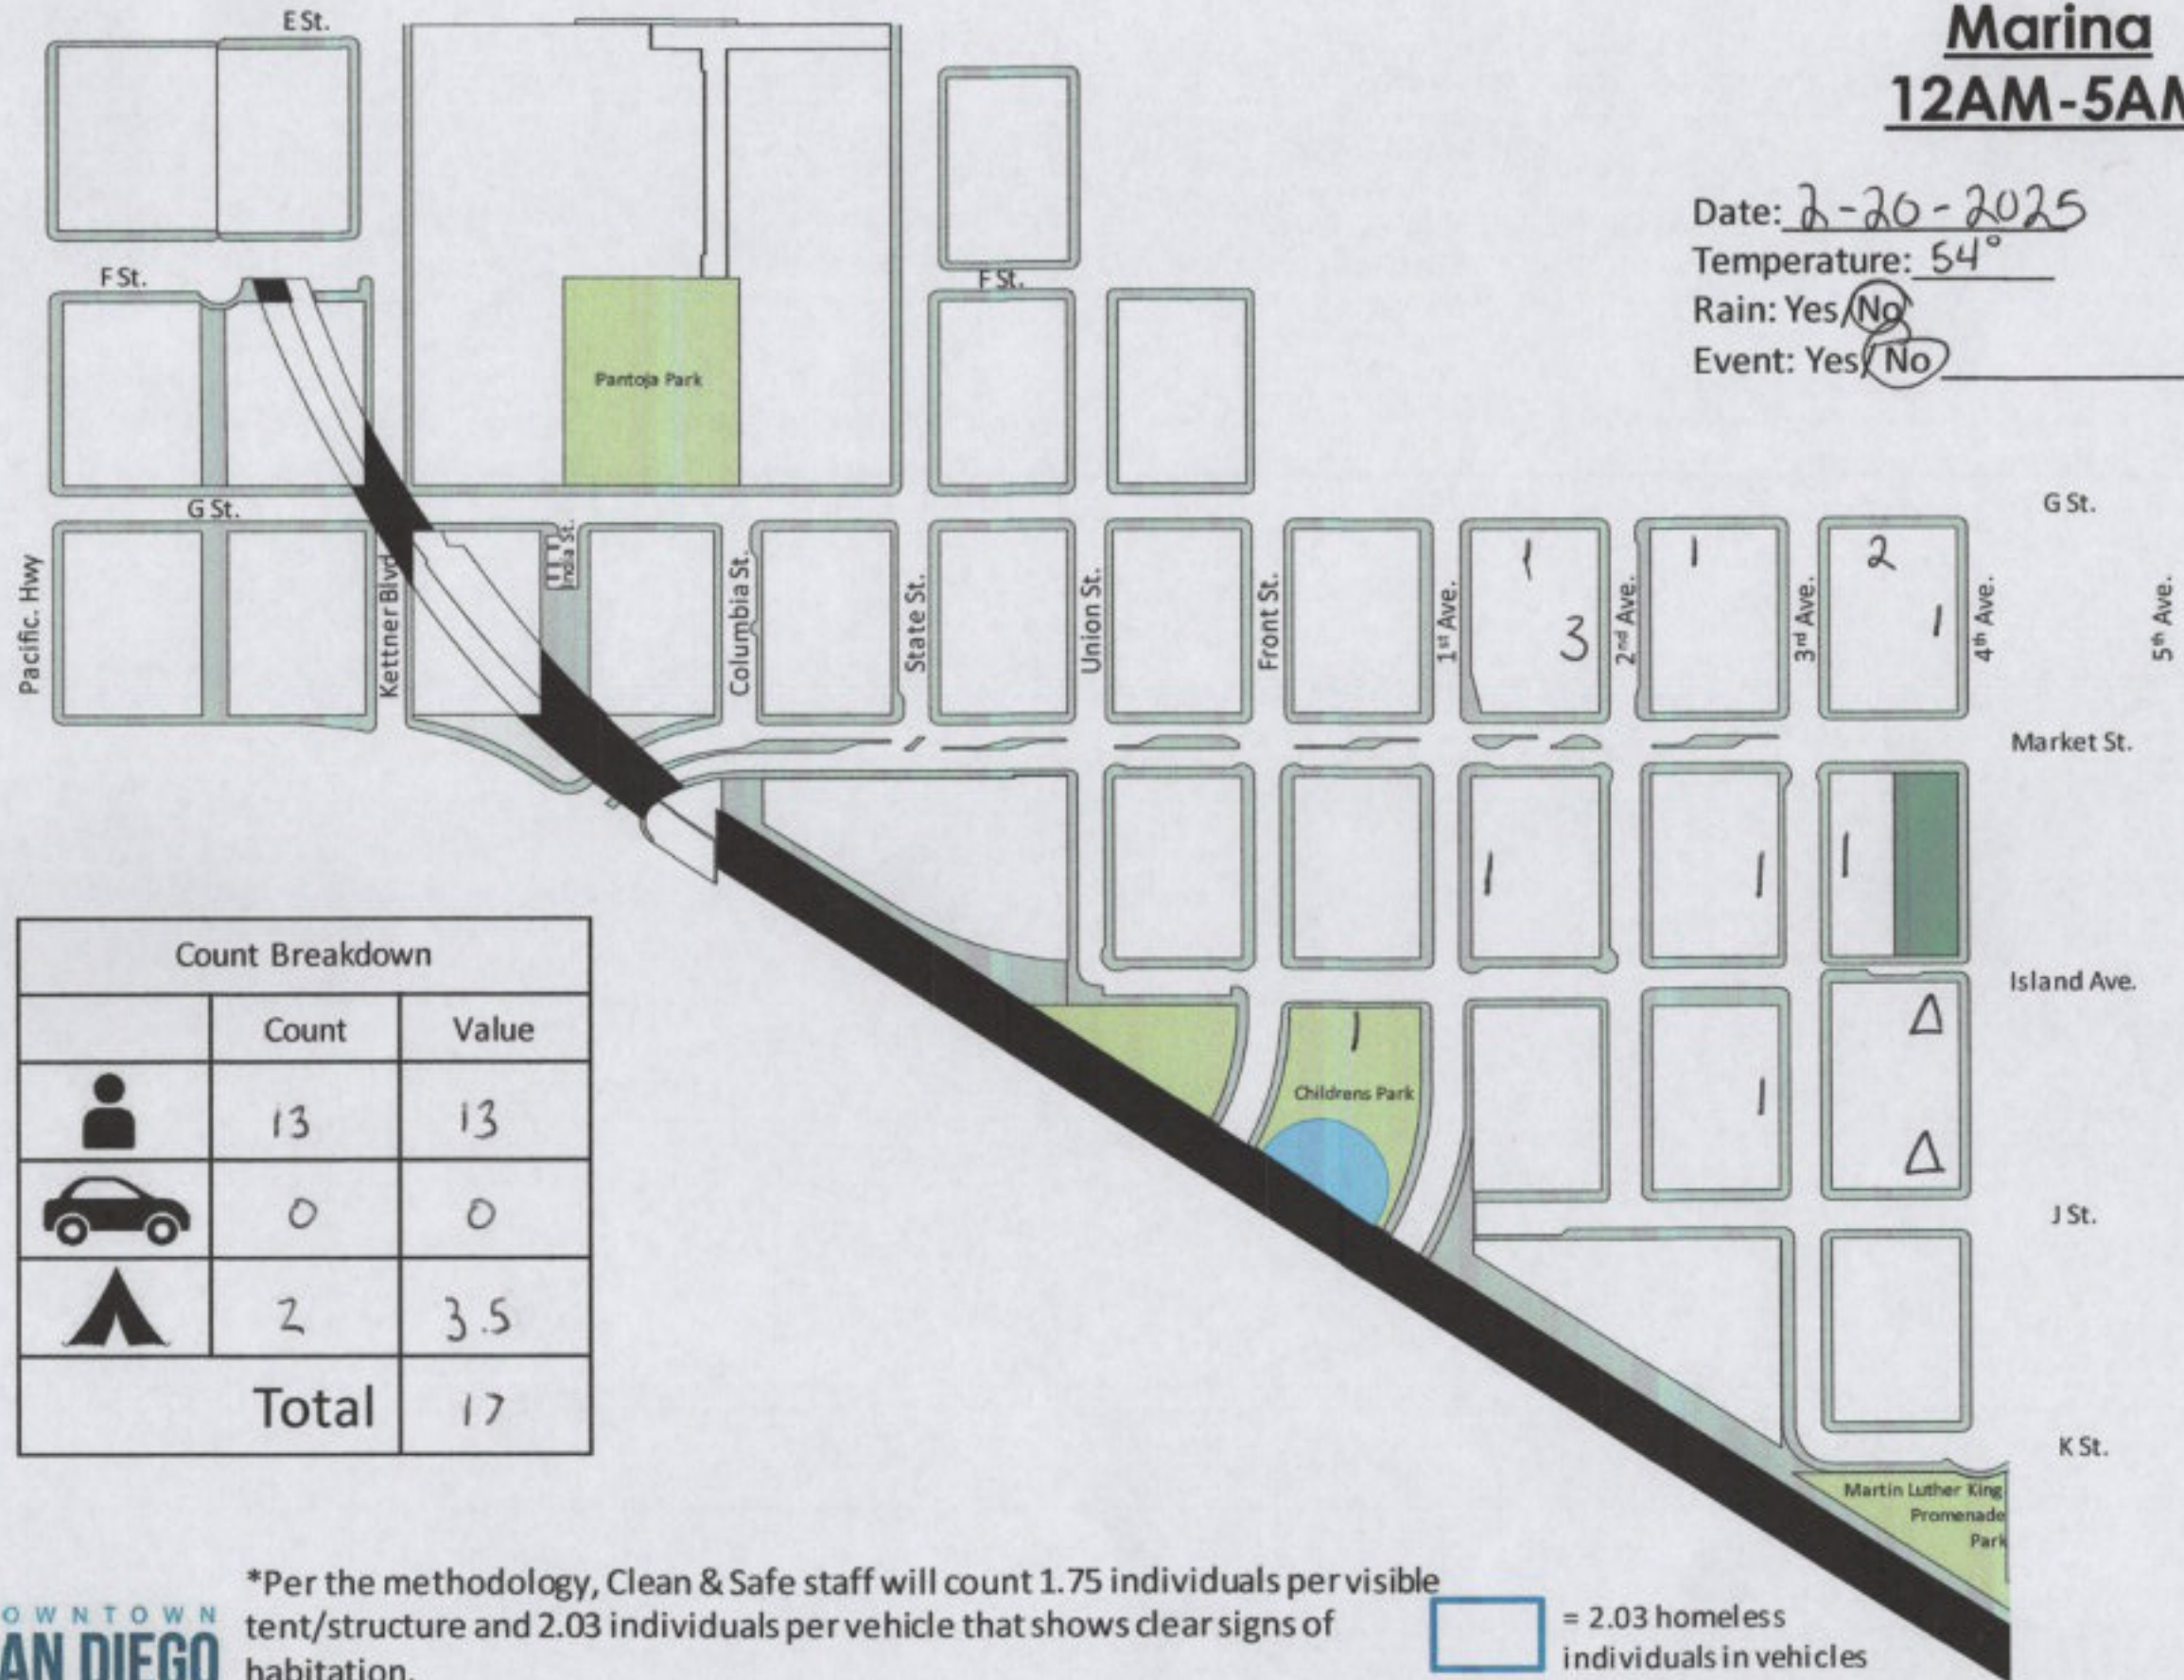 Marina
12AM-5AM
Date: 2-20-2025
Temperature: 54°
Rain: Yes/No
Event: Yes/No
E St.
F St.
F St.
Pantoja Park
G St.
G St.
Pacific. Hwy
Kettner Blvd
India St.
Columbia St.
State St.
Union St.
Front St.
1st Ave.
2nd Ave.
3rd Ave.
4th Ave.
5th Ave.
1
1
2
3
1
Market St.
1
1
1
Island Ave.
1
Childrens Park
1
J St.
K St.
Martin Luther King
Promenade
Park
Count Breakdown
Count Value
13 13
0 0
2 3.5
Total 17
*Per the methodology, Clean & Safe staff will count 1.75 individuals per visible
tent/structure and 2.03 individuals per vehicle that shows clear signs of
habitation.
OWNTOWN
AN DIEGO
= 2.03 homeless
individuals in vehicles